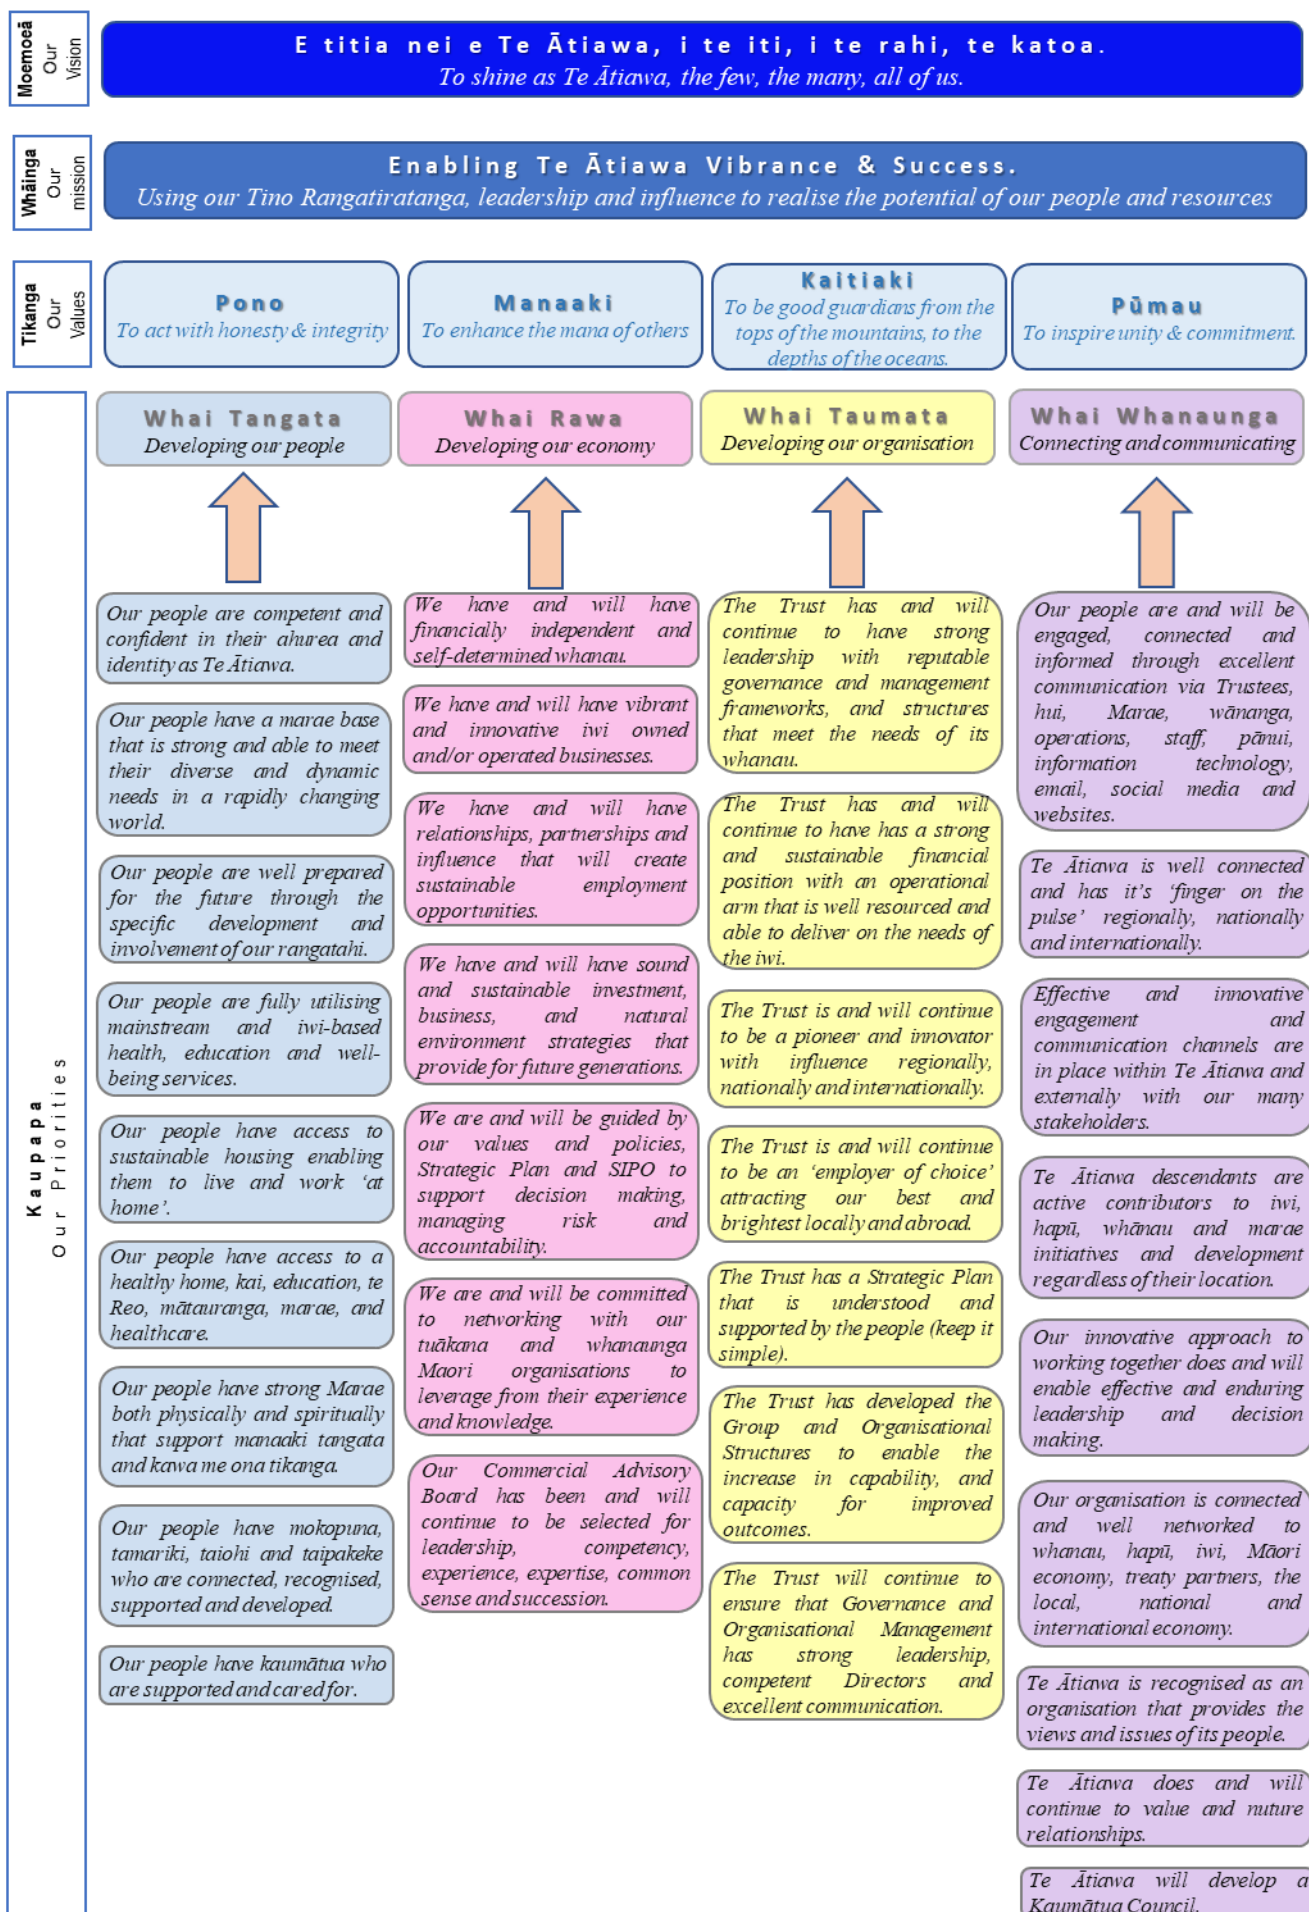 Moemoeā
Our
Vision
E titia nei e Te Ātiawa, i te iti, i te rahi, te katoa.
To shine as Te Ātiawa, the few, the many, all of us.
Whāinga
Our
mission
Enabling Te Ātiawa Vibrance & Success.
Using our Tino Rangatiratanga, leadership and influence to realise the potential of our people and resources
Tikanga
Our
Values
Pono
To act with honesty & integrity
Manaaki
To enhance the mana of others
Kaitiaki
To be good guardians from the
tops of the mountains, to the
depths of the oceans.
Pūmau
To inspire unity & commitment.
Kaupapa
Our Priorities
Whai Tangata
Developing our people
Our people are competent and
confident in their ahurea and
identity as Te Ātiawa.
Our people have a marae base
that is strong and able to meet
their diverse and dynamic
needs in a rapidly changing
world.
Our people are well prepared
for the future through the
specific development and
involvement of our rangatahi.
Our people are fully utilising
mainstream and iwi-based
health, education and well-
being services.
Our people have access to
sustainable housing enabling
them to live and work ‘at
home’.
Our people have access to a
healthy home, kai, education, te
Reo, mātauranga, marae, and
healthcare.
Our people have strong Marae
both physically and spiritually
that support manaaki tangata
and kawa me ona tikanga.
Our people have mokopuna,
tamariki, taiohi and taipakeke
who are connected, recognised,
supported and developed.
Our people have kaumātua who
are supported and cared for.
Whai Rawa
Developing our economy
We have and will have
financially independent and
self-determined whanau.
We have and will have vibrant
and innovative iwi owned
and/or operated businesses.
We have and will have
relationships, partnerships and
influence that will create
sustainable employment
opportunities.
We have and will have sound
and sustainable investment,
business, and natural
environment strategies that
provide for future generations.
We are and will be guided by
our values and policies,
Strategic Plan and SIPO to
support decision making,
managing risk and
accountability.
We are and will be committed
to networking with our
tuākana and whanaunga
Maori organisations to
leverage from their experience
and knowledge.
Our Commercial Advisory
Board has been and will
continue to be selected for
leadership, competency,
experience, expertise, common
sense and succession.
Whai Taumata
Developing our organisation
The Trust has and will
continue to have strong
leadership with reputable
governance and management
frameworks, and structures
that meet the needs of its
whanau.
The Trust has and will
continue to have has a strong
and sustainable financial
position with an operational
arm that is well resourced and
able to deliver on the needs of
the iwi.
The Trust is and will continue
to be a pioneer and innovator
with influence regionally,
nationally and internationally.
The Trust is and will continue
to be an ‘employer of choice’
attracting our best and
brightest locally and abroad.
The Trust has a Strategic Plan
that is understood and
supported by the people (keep it
simple).
The Trust has developed the
Group and Organisational
Structures to enable the
increase in capability, and
capacity for improved
outcomes.
The Trust will continue to
ensure that Governance and
Organisational Management
has strong leadership,
competent Directors and
excellent communication.
Whai Whanaunga
Connecting and communicating
Our people are and will be
engaged, connected and
informed through excellent
communication via Trustees,
hui, Marae, wānanga,
operations, staff, pānui,
information technology,
email, social media and
websites.
Te Ātiawa is well connected
and has it’s ‘finger on the
pulse’ regionally, nationally
and internationally.
Effective and innovative
engagement and
communication channels are
in place within Te Ātiawa and
externally with our many
stakeholders.
Te Ātiawa descendants are
active contributors to iwi,
hapū, whānau and marae
initiatives and development
regardless of their location.
Our innovative approach to
working together does and will
enable effective and enduring
leadership and decision
making.
Our organisation is connected
and well networked to
whanau, hapū, iwi, Māori
economy, treaty partners, the
local, national and
international economy.
Te Ātiawa is recognised as an
organisation that provides the
views and issues of its people.
Te Ātiawa does and will
continue to value and nuture
relationships.
Te Ātiawa will develop a
Kaumātua Council.